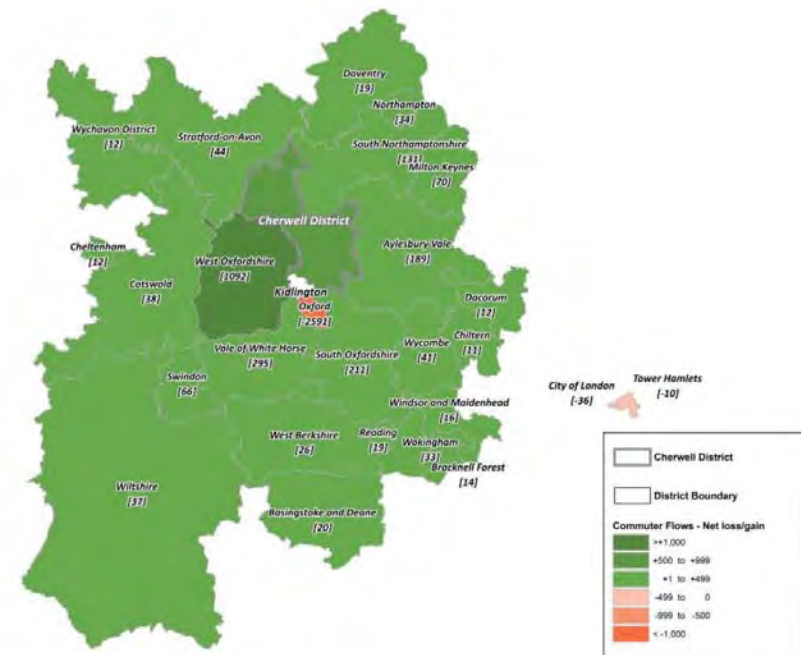 Daventry
[19]
Northampton
[34]
Wychavon District
[12]
Stratford-on-Avon
[44]
South Northamptonshire
[131]
Milton Keynes
[70]
Cherwell District
Cheltenham
[12]
Aylesbury Vale
[189]
West Oxfordshire
[1092]
Cotswold
[38]
Kidlington
Oxford
[-2591]
Dacorum
[12]
Chiltern
[11]
Wycombe
[41]
Vale of White Horse
[295]
South Oxfordshire
[211]
Swindon
[66]
City of London
[-36]
Tower Hamlets
[-10]
Windsor and Maidenhead
[16]
West Berkshire
[26]
Reading
[19]
Wokingham
[33]
Bracknell Forest
[14]
Wiltshire
[37]
Basingstoke and Deane
[20]
Cherwell District
District Boundary
Commuter Flows - Net loss/gain
>+1,000
+500 to +999
+1 to +499
-499 to 0
-999 to -500
< -1,000